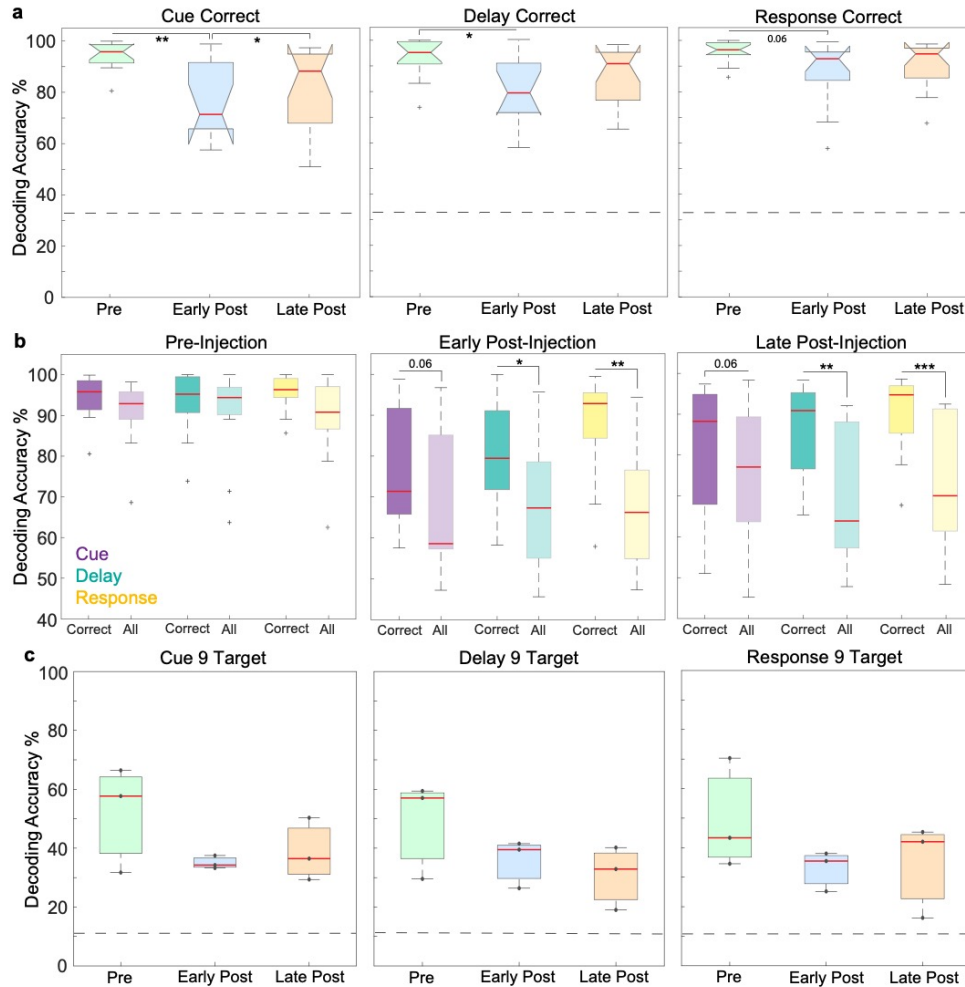 a
Cue Correct
Delay Correct
Response Correct
Decoding Accuracy %
100
80
60
40
20
0
**
*
*
0.06
Pre
Early Post
Late Post
Pre
Early Post
Late Post
Pre
Early Post
Late Post
b
Pre-Injection
Early Post-Injection
Late Post-Injection
Decoding Accuracy %
100
90
80
70
60
50
40
0.06
*
**
0.06
**
***
Cue
Delay
Response
Correct
All
Correct
All
Correct
All
Correct
All
Correct
All
Correct
All
Correct
All
Correct
All
Correct
All
c
Cue 9 Target
Delay 9 Target
Response 9 Target
Decoding Accuracy %
100
80
60
40
20
0
Pre
Early Post
Late Post
Pre
Early Post
Late Post
Pre
Early Post
Late Post